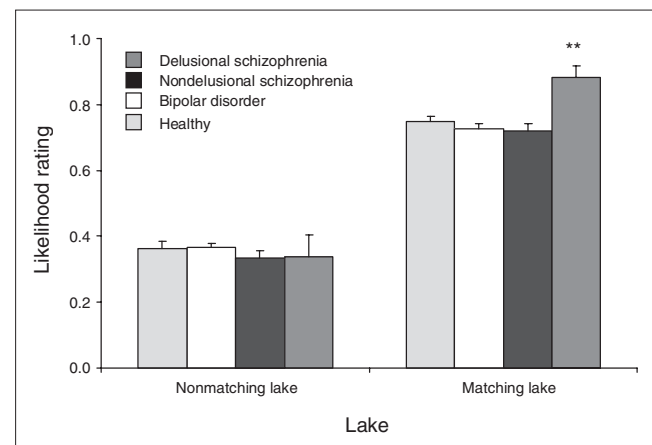 1.0
0.8
0.6
0.4
0.2
0.0
Likelihood rating
Delusional schizophrenia
Nondelusional schizophrenia
Bipolar disorder
Healthy
**
Nonmatching lake
Matching lake
Lake